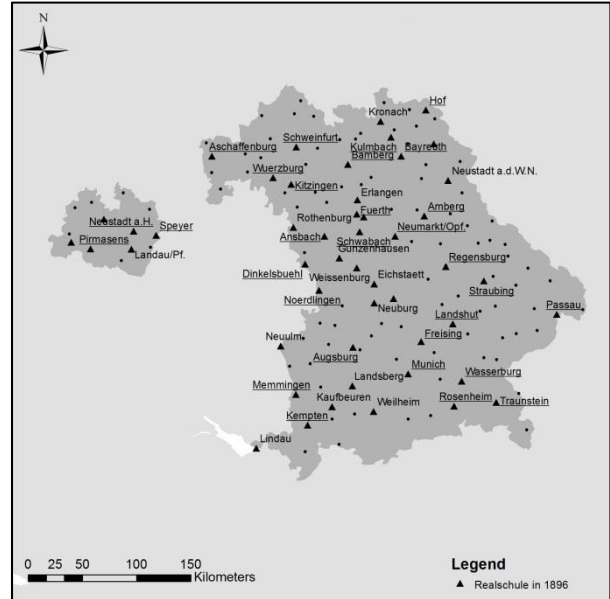 N
Hof
Kronach
Schweinfurt
Kulmbach
Bayreuth
Aschaffenburg
Bamberg
Wuerzburg
Neustadt a.d.W.N.
Kitzingen
Erlangen
Neustadt a.H.
Rothenburg
Fuerth
Amberg
Speyer
Pirmasens
Ansbach
Schwabach
Neumarkt/Opf.
Landau/Pf.
Gunzenhausen
Regensburg
Dinkelsbuehl
Weissenburg
Eichstaett
Straubing
Noerdlingen
Neuburg
Passau
Landshut
Freising
Neuulm
Augsburg
Munich
Wasserburg
Landsberg
Memmingen
Kaufbeuren
Weilheim
Rosenheim
Traunstein
Kempten
Lindau
0 25 50 100 150
Kilometers
Legend
Realschule in 1896